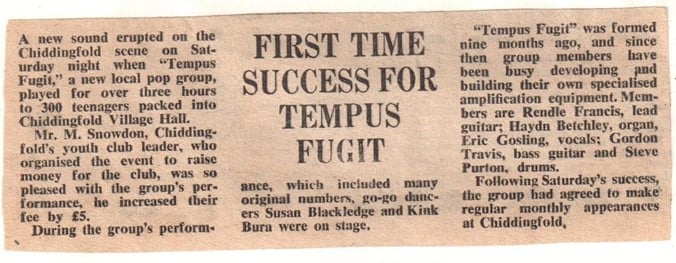 A new sound erupted on the
Chiddingfold scene on Sat-
urday night when “Tempus
Fugit,” a new local pop group,
played for over three hours
to 300 teenagers packed into
Chiddingfold Village Hall.
Mr. M. Snowdon, Chidding-
fold's youth club leader, who
organised the event to raise
money for the club, was so
pleased with the group's per-
formance, he increased their
fee by £5.
During the group's perform-
FIRST TIME
SUCCESS FOR
TEMPUS
FUGIT
ance, which included many
original numbers, go-go danc-
ers Susan Blackledge and Kink
Bura were on stage.
“Tempus Fugit” was formed
nine months ago, and since
then group members have
been busy developing and
building their own specialised
amplification equipment. Mem-
bers are Rendle Francis, lead
guitar; Haydn Betchley, organ,
Eric Gosling, vocals; Gordon
Travis, bass guitar and Steve
Purton, drums.
Following Saturday's success,
the group had agreed to make
regular monthly appearances
at Chiddingfold.